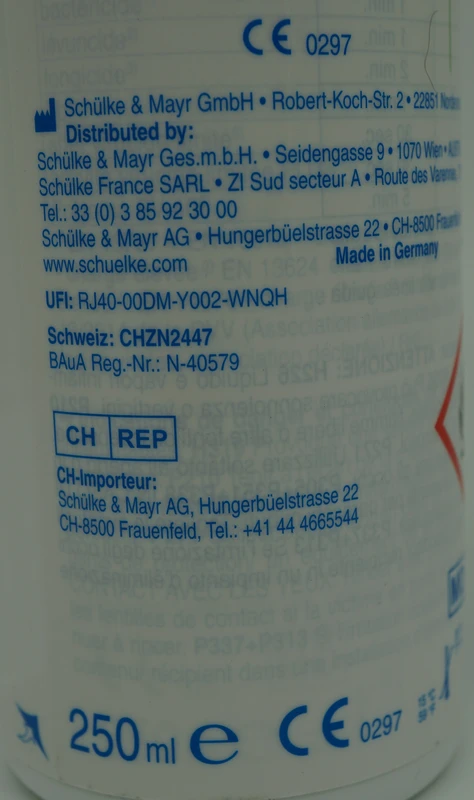 CE 0297
Schülke & Mayr GmbH • Robert-Koch-Str. 2 • 22851
Distributed by:
Schülke & Mayr Ges.m.b.H. • Seidengasse 9 • 1070 Wien •
Schülke France SARL • ZI Sud secteur A • Route des Varennes
Tel.: 33 (0) 3 85 92 30 00
Schülke & Mayr AG • Hungerbüelstrasse 22 • CH-8500
www.schuelke.com
Made in Germany
UFI: RJ40-00DM-Y002-WNQH
Schweiz: CHZN2447
BAuA Reg.-Nr.: N-40579
CH REP
CH-Importeur:
Schülke & Mayr AG, Hungerbüelstrasse 22
CH-8500 Frauenfeld, Tel.: +41 44 4665544
250 ml e CE 0297